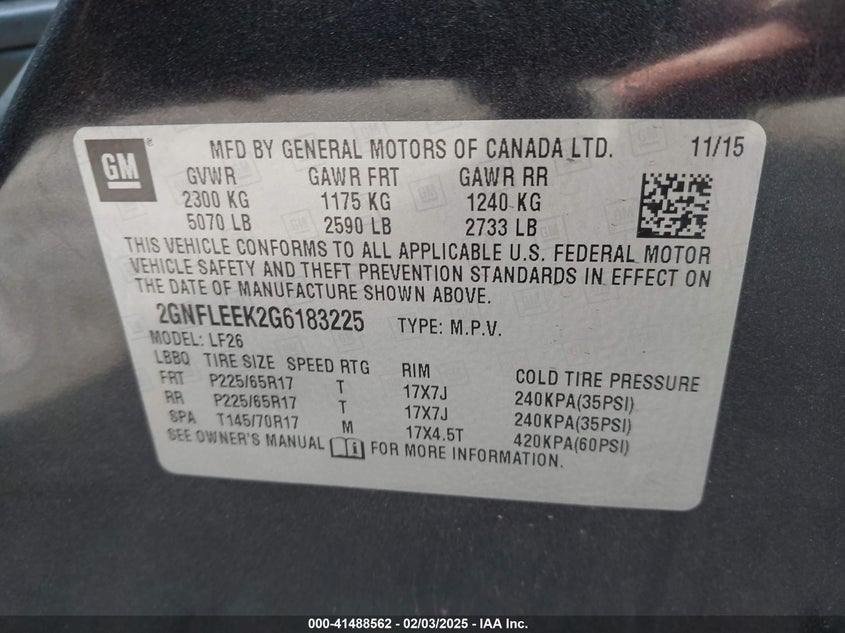 GM
MFD BY GENERAL MOTORS OF CANADA LTD. 11/15
GVWR GAWR FRT GAWR RR
2300 KG 1175 KG 1240 KG
5070 LB 2590 LB 2733 LB
THIS VEHICLE CONFORMS TO ALL APPLICABLE U.S. FEDERAL MOTOR
VEHICLE SAFETY AND THEFT PREVENTION STANDARDS IN EFFECT ON
THE DATE OF MANUFACTURE SHOWN ABOVE.
2GNFLEEK2G6183225 TYPE: M.P.V.
MODEL: LF26
LBBQ TIRE SIZE SPEED RTG RIM COLD TIRE PRESSURE
FRT P225/65R17 T 17X7J 240KPA(35PSI)
RR P225/65R17 T 17X7J 240KPA(35PSI)
SPA T145/70R17 M 17X4.5T 420KPA(60PSI)
SEE OWNER'S MANUAL FOR MORE INFORMATION.
000-41488562 - 02/03/2025 - IAA Inc.